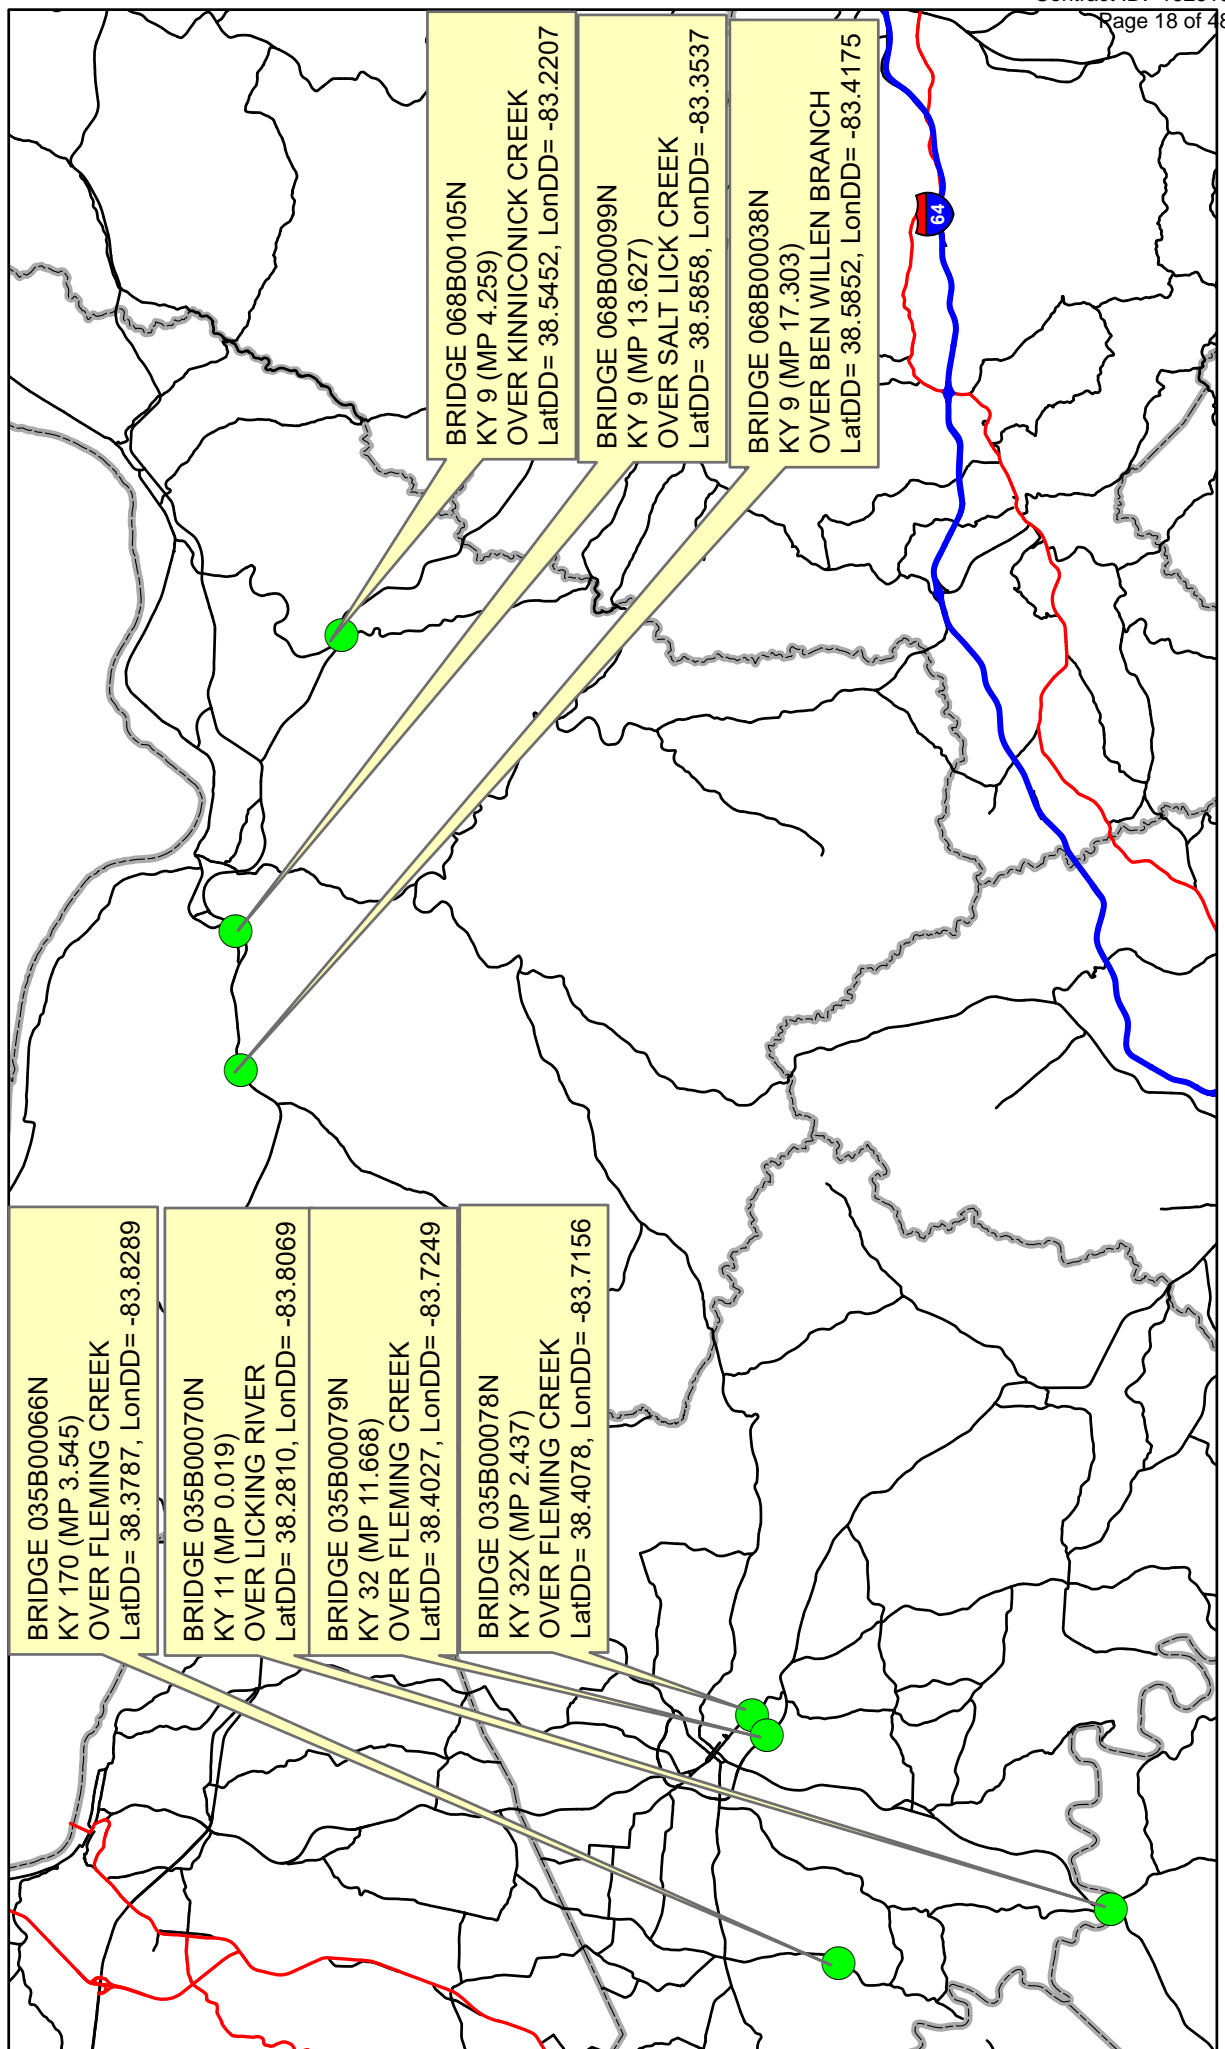 Page 18 of 48
BRIDGE 068B00105N
KY 9 (MP 4.259)
OVER KINNICONICK CREEK
LatDD= 38.5452, LonDD= -83.2207
BRIDGE 068B00099N
KY 9 (MP 13.627)
OVER SALT LICK CREEK
LatDD= 38.5858, LonDD= -83.3537
BRIDGE 068B00038N
KY 9 (MP 17.303)
OVER BEN WILLEN BRANCH
LatDD= 38.5852, LonDD= -83.4175
64
BRIDGE 035B00066N
KY 170 (MP 3.545)
OVER FLEMING CREEK
LatDD= 38.3787, LonDD= -83.8289
BRIDGE 035B00070N
KY 11 (MP 0.019)
OVER LICKING RIVER
LatDD= 38.2810, LonDD= -83.8069
BRIDGE 035B00079N
KY 32 (MP 11.668)
OVER FLEMING CREEK
LatDD= 38.4027, LonDD= -83.7249
BRIDGE 035B00078N
KY 32X (MP 2.437)
OVER FLEMING CREEK
LatDD= 38.4078, LonDD= -83.7156